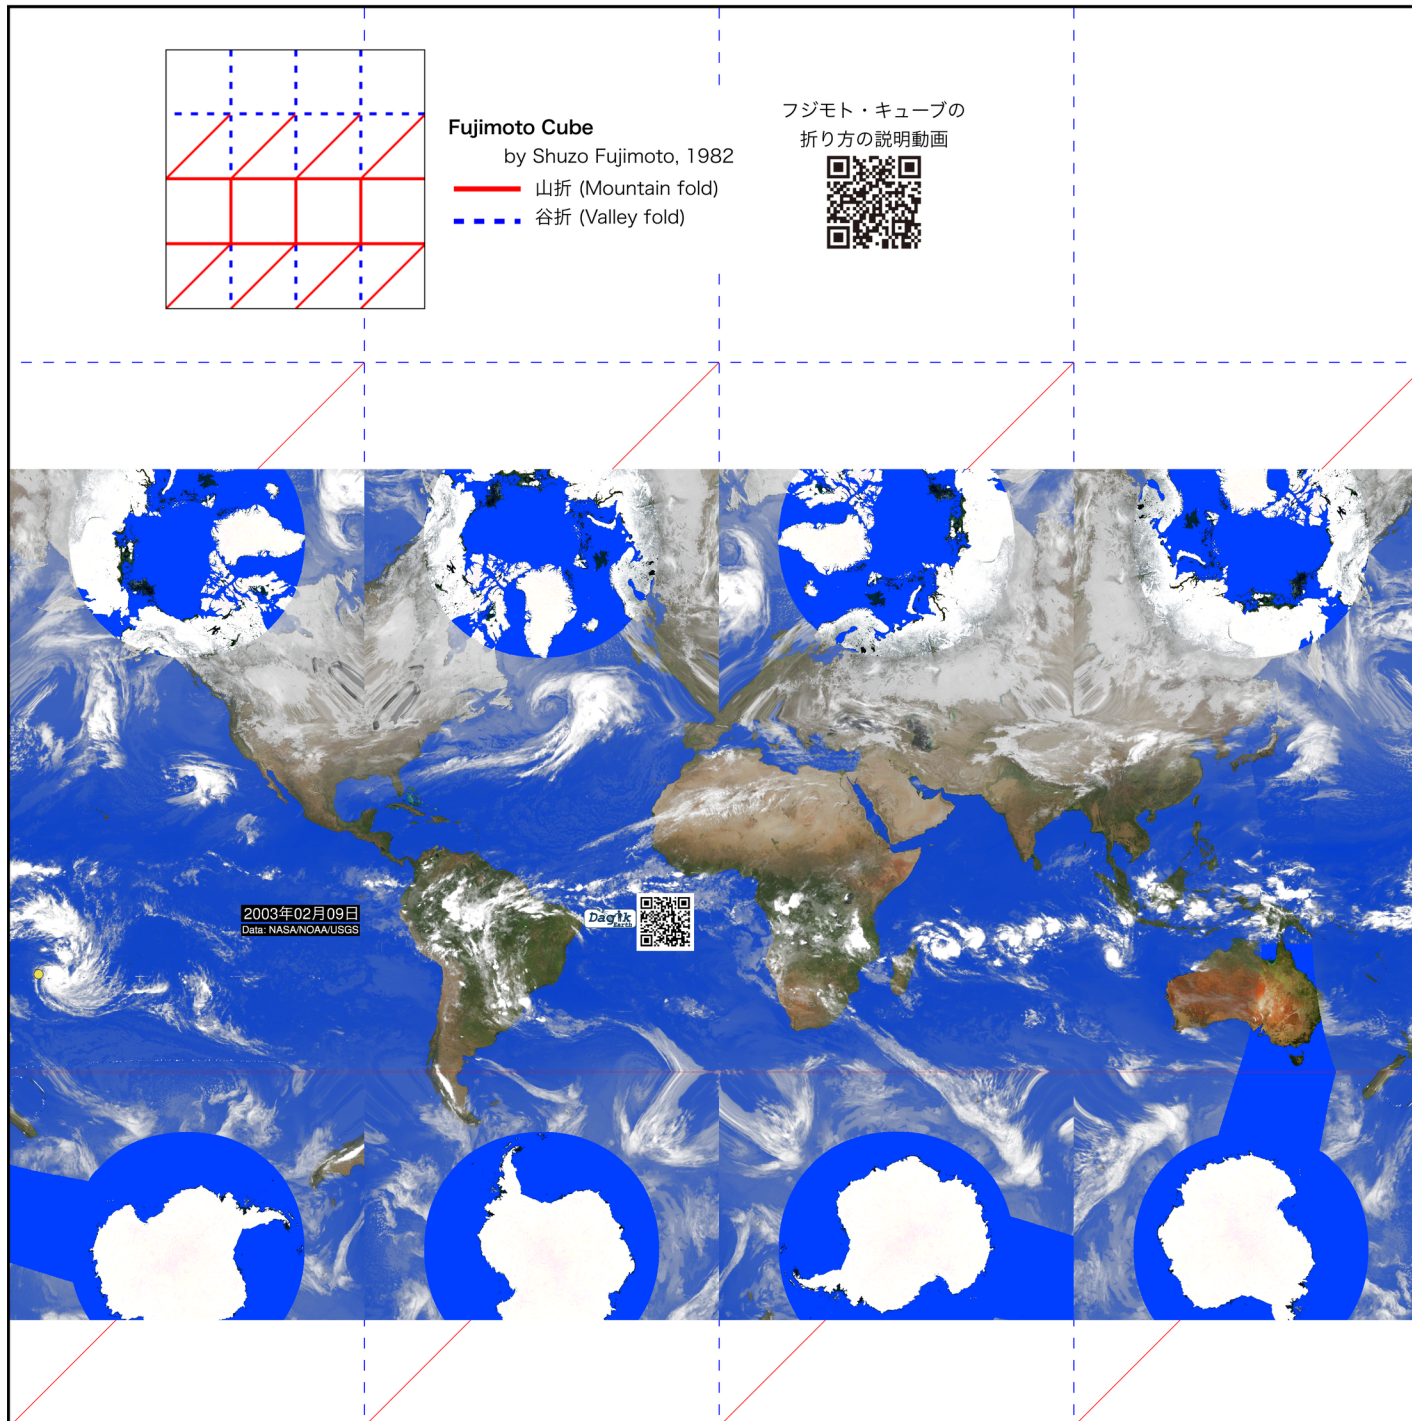 Fujimoto Cube
by Shuzo Fujimoto, 1982
山折 (Mountain fold)
谷折 (Valley fold)
フジモト・キューブの
折り方の説明動画
2003年02月09日
Data: NASA/NOAA/USGS
Dagik
Earth